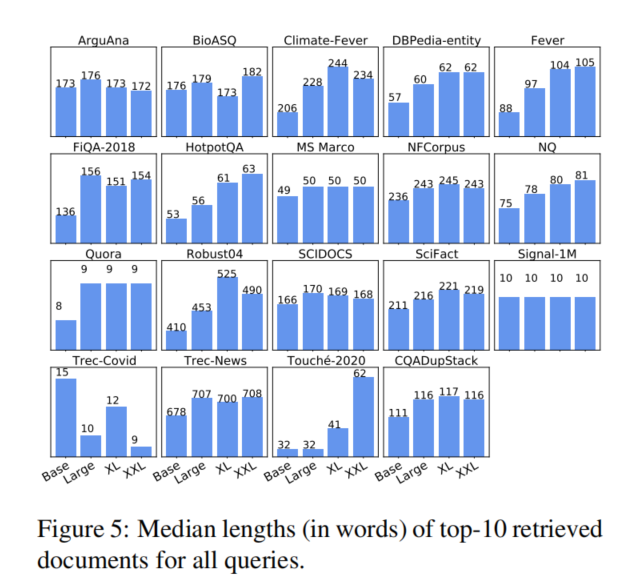 ArguAna BioASQ Climate-Fever DBPedia-entity Fever
173 176 173 172 176 179 173 182 206 228 244 234 57 60 62 62 88 97 104 105
FiQA-2018 HotpotQA MS Marco NFCorpus NQ
136 156 151 154 53 56 61 63 49 50 50 50 236 243 245 243 75 78 80 81
Quora Robust04 SCIDOCS SciFact Signal-1M
8 9 9 9 410 453 525 490 166 170 169 168 211 216 221 219 10 10 10 10
Trec-Covid Trec-News Touché-2020 CQADupStack
15 10 12 9 678 707 700 708 32 32 41 62 111 116 117 116
Base Large XL XXL Base Large XL XXL Base Large XL XXL Base Large XL XXL
Figure 5: Median lengths (in words) of top-10 retrieved
documents for all queries.